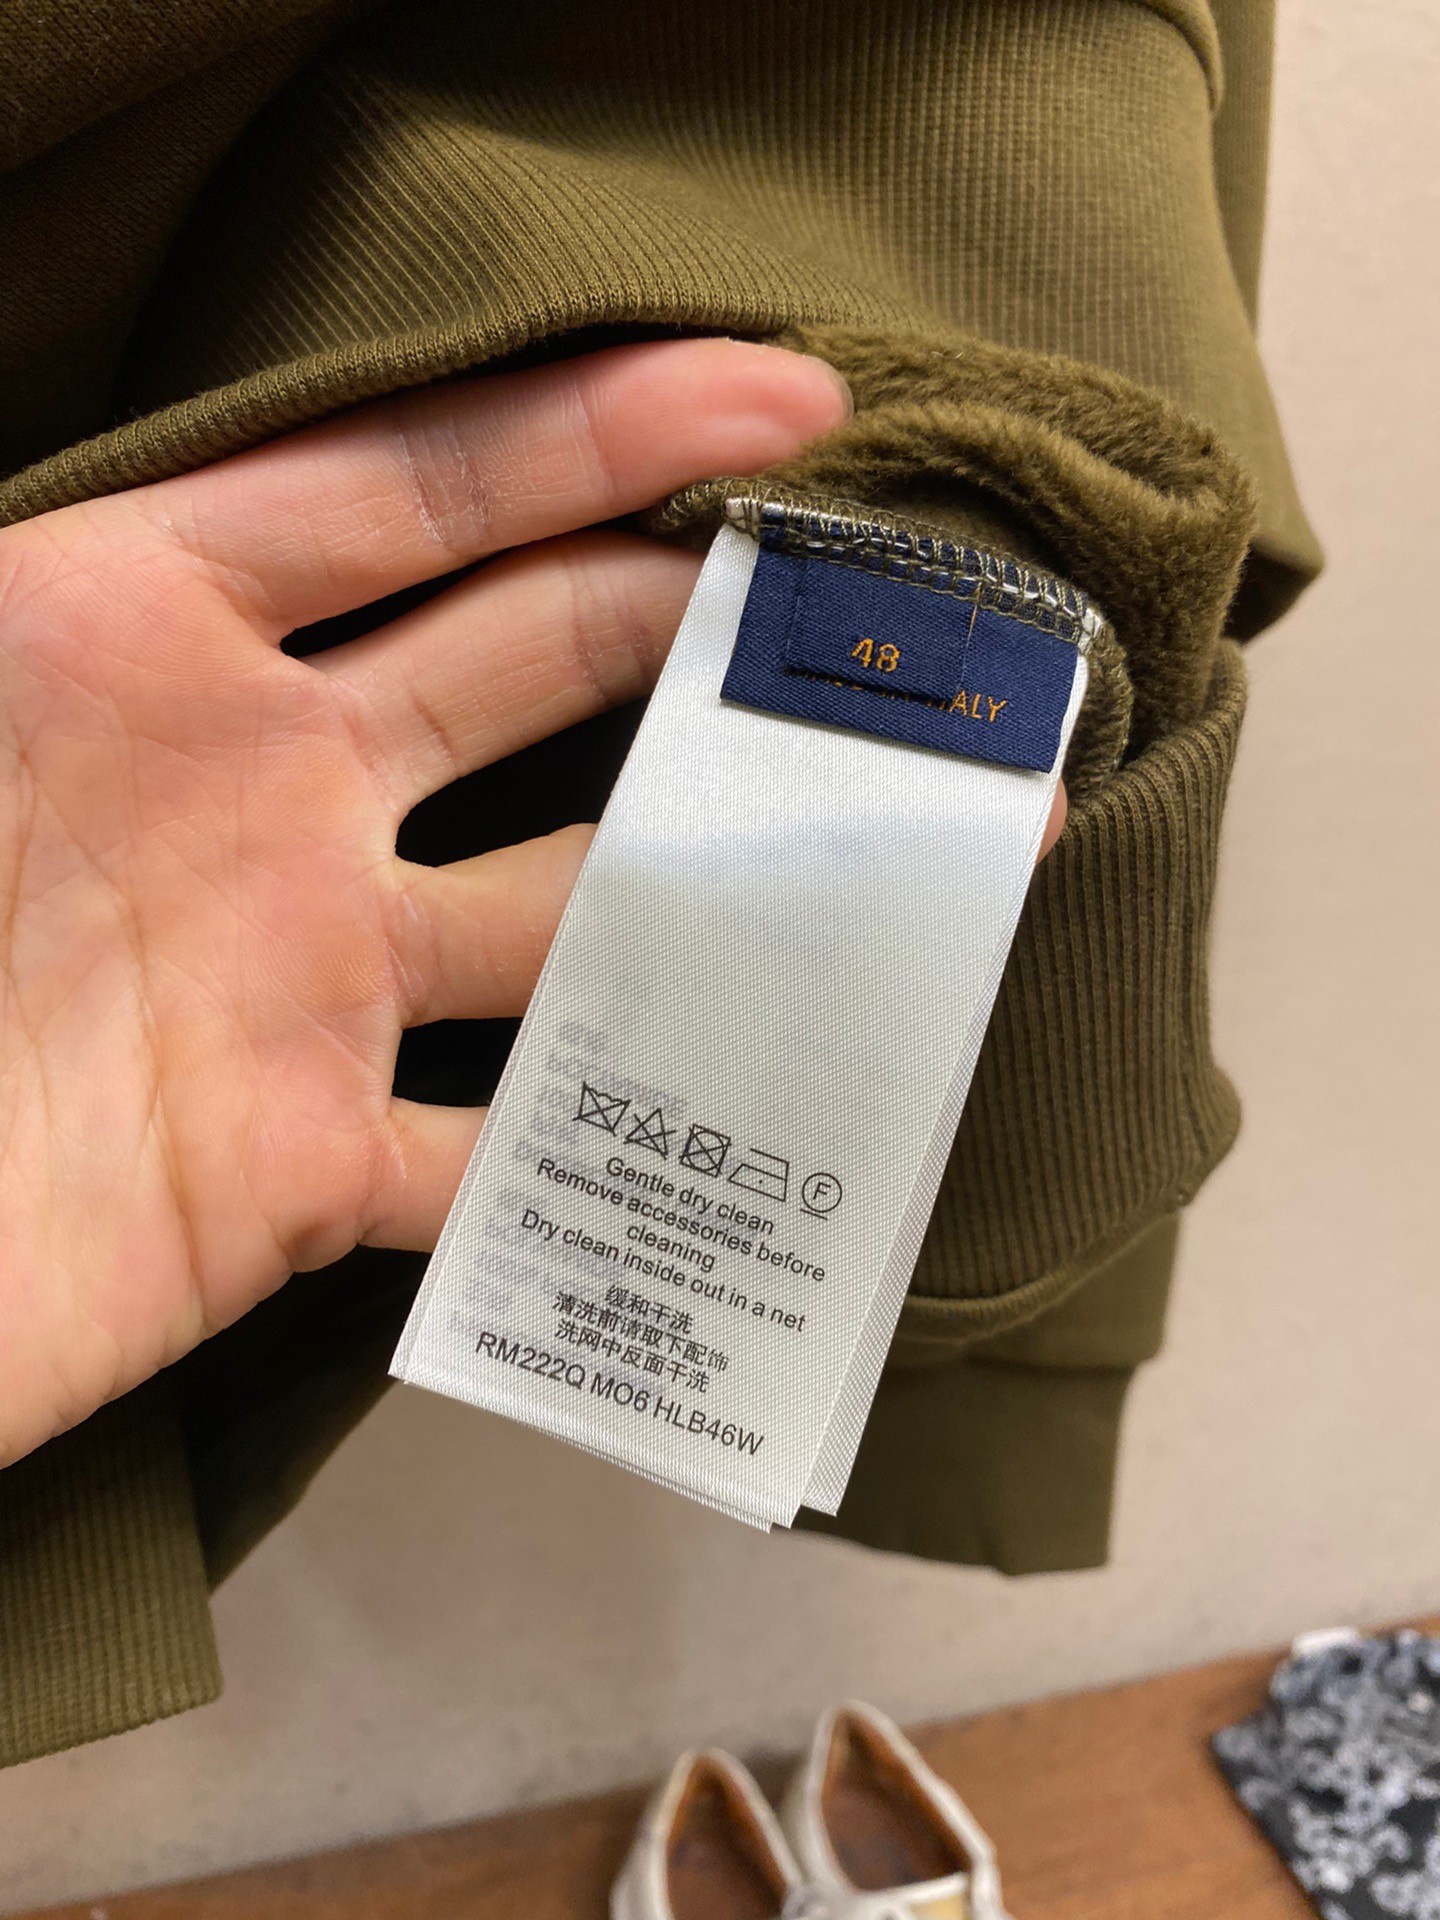 48
ITALY
F
Gentle dry clean
Remove accessories before
cleaning
Dry clean inside out in a net
缓和干洗
清洗前请取下配饰
洗网中反面干洗
RM222Q MO6 HLB46W